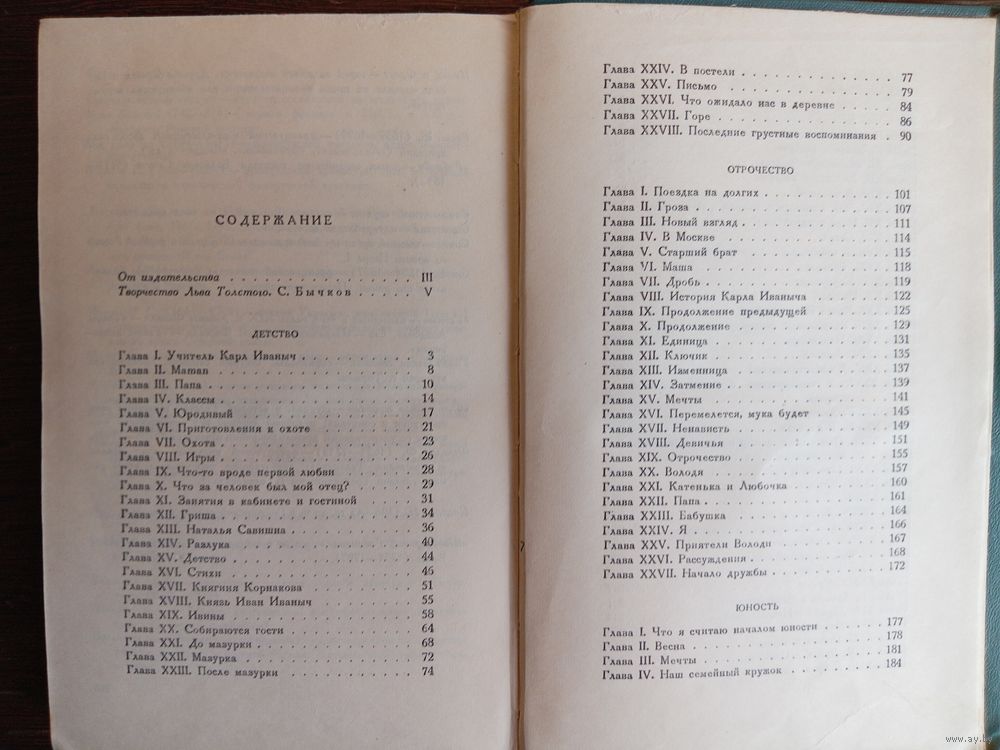 СОДЕРЖАНИЕ
От издательства . . . . . . . . . . . . . . III
Творчество Льва Толстого. С. Бычков . . . . . V
ДЕТСТВО
Глава I. Учитель Карл Иваныч . . . . . . . . . 3
Глава II. Maman . . . . . . . . . . . . . . . 8
Глава III. Папа . . . . . . . . . . . . . . . 10
Глава IV. Классы . . . . . . . . . . . . . . 14
Глава V. Юродивый . . . . . . . . . . . . . 17
Глава VI. Приготовления к охоте . . . . . . . 21
Глава VII. Охота . . . . . . . . . . . . . . 23
Глава VIII. Игры . . . . . . . . . . . . . . 26
Глава IX. Что-то вроде первой любви . . . . . 28
Глава X. Что за человек был мой отец? . . . . 29
Глава XI. Занятия в кабинете и гостиной . . . . 31
Глава XII. Гриша . . . . . . . . . . . . . . 34
Глава XIII. Наталья Савишна . . . . . . . . . 36
Глава XIV. Разлука . . . . . . . . . . . . . 40
Глава XV. Детство . . . . . . . . . . . . . 44
Глава XVI. Стихи . . . . . . . . . . . . . . 46
Глава XVII. Княгиня Корнакова . . . . . . . . 51
Глава XVIII. Князь Иван Иваныч . . . . . . . 55
Глава XIX. Ивины . . . . . . . . . . . . . . 58
Глава XX. Собираются гости . . . . . . . . . 64
Глава XXI. До мазурки . . . . . . . . . . . . 68
Глава XXII. Мазурка . . . . . . . . . . . . . 72
Глава XXIII. После мазурки . . . . . . . . . . 74
Глава XXIV. В постели . . . . . . . . . . . . 77
Глава XXV. Письмо . . . . . . . . . . . . . 79
Глава XXVI. Что ожидало нас в деревне . . . . 84
Глава XXVII. Горе . . . . . . . . . . . . . . 86
Глава XXVIII. Последние грустные воспоминания . 90
ОТРОЧЕСТВО
Глава I. Поездка на долгих . . . . . . . . . . 101
Глава II. Гроза . . . . . . . . . . . . . . . 107
Глава III. Новый взгляд . . . . . . . . . . . 111
Глава IV. В Москве . . . . . . . . . . . . . 114
Глава V. Старший брат . . . . . . . . . . . . 115
Глава VI. Маша . . . . . . . . . . . . . . . 118
Глава VII. Дробь . . . . . . . . . . . . . . 119
Глава VIII. История Карла Иваныча . . . . . . 122
Глава IX. Продолжение предыдущей . . . . . . 125
Глава X. Продолжение . . . . . . . . . . . . 129
Глава XI. Единица . . . . . . . . . . . . . . 131
Глава XII. Ключик . . . . . . . . . . . . . . 135
Глава XIII. Изменница . . . . . . . . . . . . 137
Глава XIV. Затмение . . . . . . . . . . . . . 139
Глава XV. Мечты . . . . . . . . . . . . . . 141
Глава XVI. Перемелется, мука будет . . . . . . 145
Глава XVII. Ненависть . . . . . . . . . . . . 149
Глава XVIII. Девичья . . . . . . . . . . . . 151
Глава XIX. Отрочество . . . . . . . . . . . . 155
Глава XX. Володя . . . . . . . . . . . . . . 157
Глава XXI. Катенька и Любочка . . . . . . . . 160
Глава XXII. Папа . . . . . . . . . . . . . . 161
Глава XXIII. Бабушка . . . . . . . . . . . . 164
Глава XXIV. Я . . . . . . . . . . . . . . . 166
Глава XXV. Приятели Володи . . . . . . . . . 167
Глава XXVI. Рассуждения . . . . . . . . . . . 168
Глава XXVII. Начало дружбы . . . . . . . . . 172
ЮНОСТЬ
Глава I. Что я считаю началом юности . . . . . 177
Глава II. Весна . . . . . . . . . . . . . . . 178
Глава III. Мечты . . . . . . . . . . . . . . 181
Глава IV. Наш семейный кружок . . . . . . . . 184
7
www.ay.by